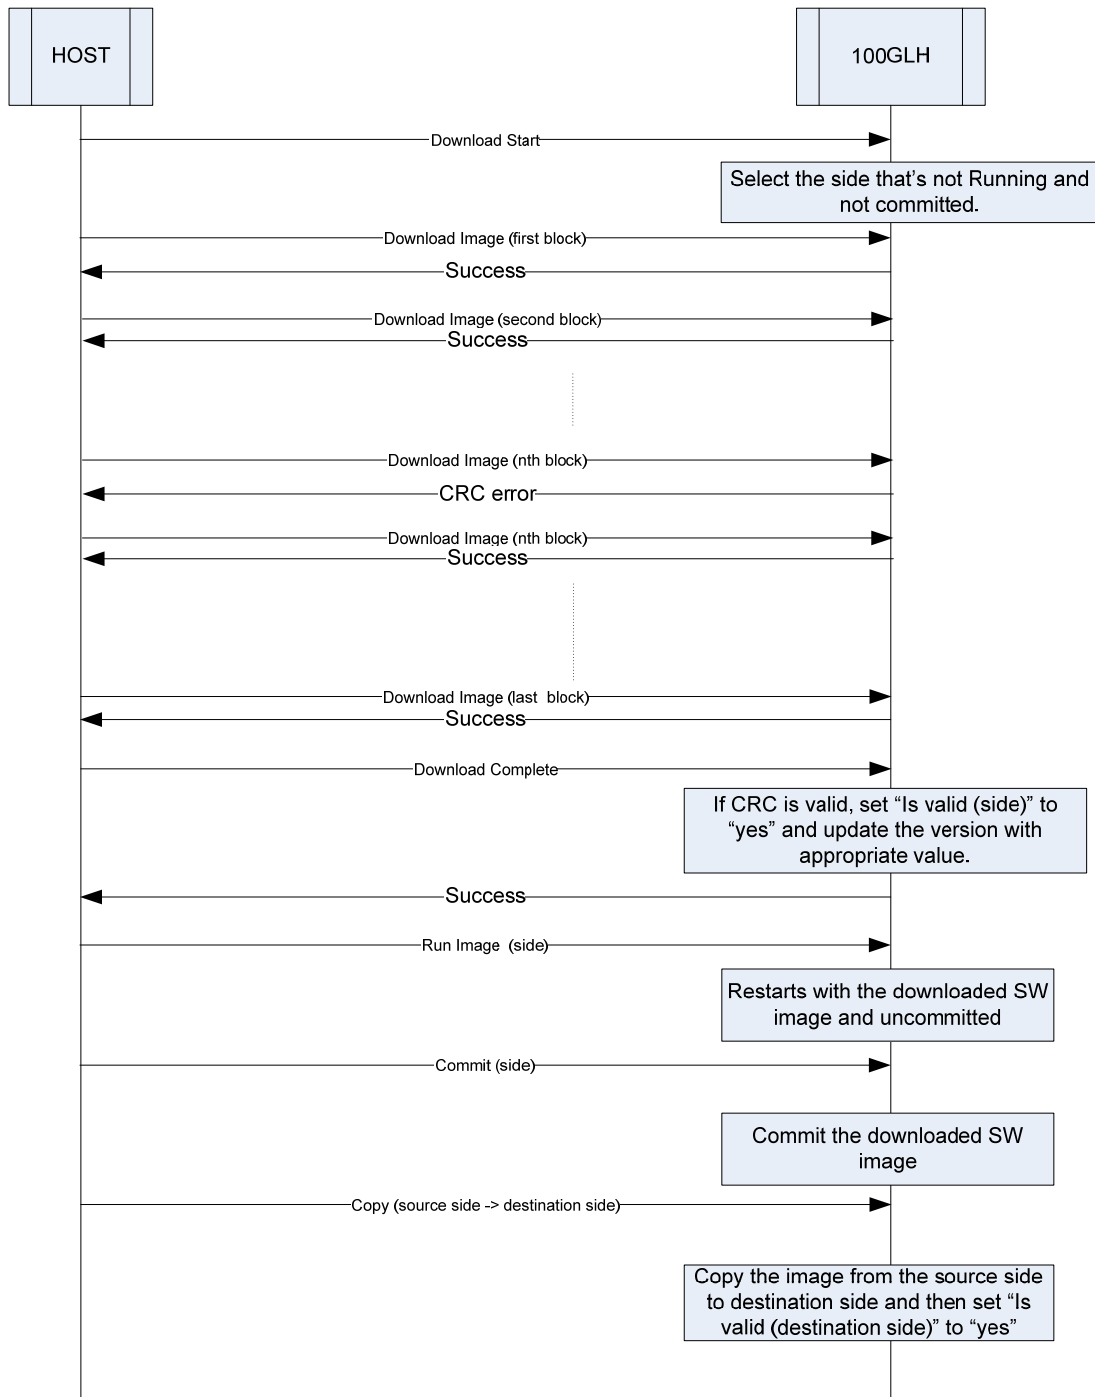 HOST
100GLH
Download Start
Select the side that’s not Running and
not committed.
Download Image (first block)
Success
Download Image (second block)
Success
Download Image (nth block)
CRC error
Download Image (nth block)
Success
Download Image (last  block)
Success
Download Complete
If CRC is valid, set “Is valid (side)” to
“yes” and update the version with
appropriate value.
Success
Run Image  (side)
Restarts with the downloaded SW
image and uncommitted
Commit (side)
Commit the downloaded SW
image
Copy (source side -> destination side)
Copy the image from the source side
to destination side and then set “Is
valid (destination side)” to “yes”